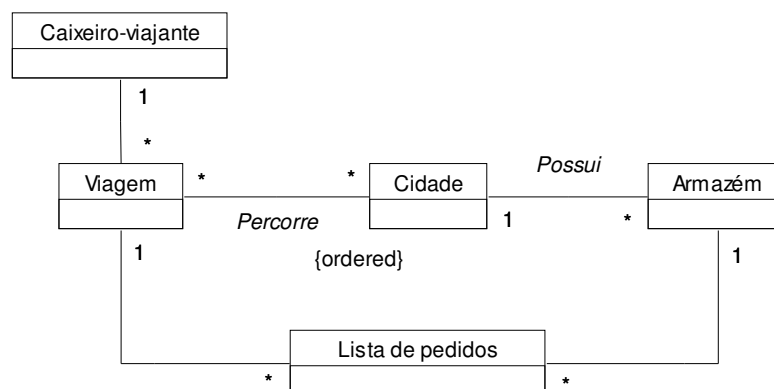 Caixeiro-viajante
1
*
Viagem
*
*
Cidade
Possui
Armazém
Percorre
1
*
1
{ordered}
1
Lista de pedidos
*
*